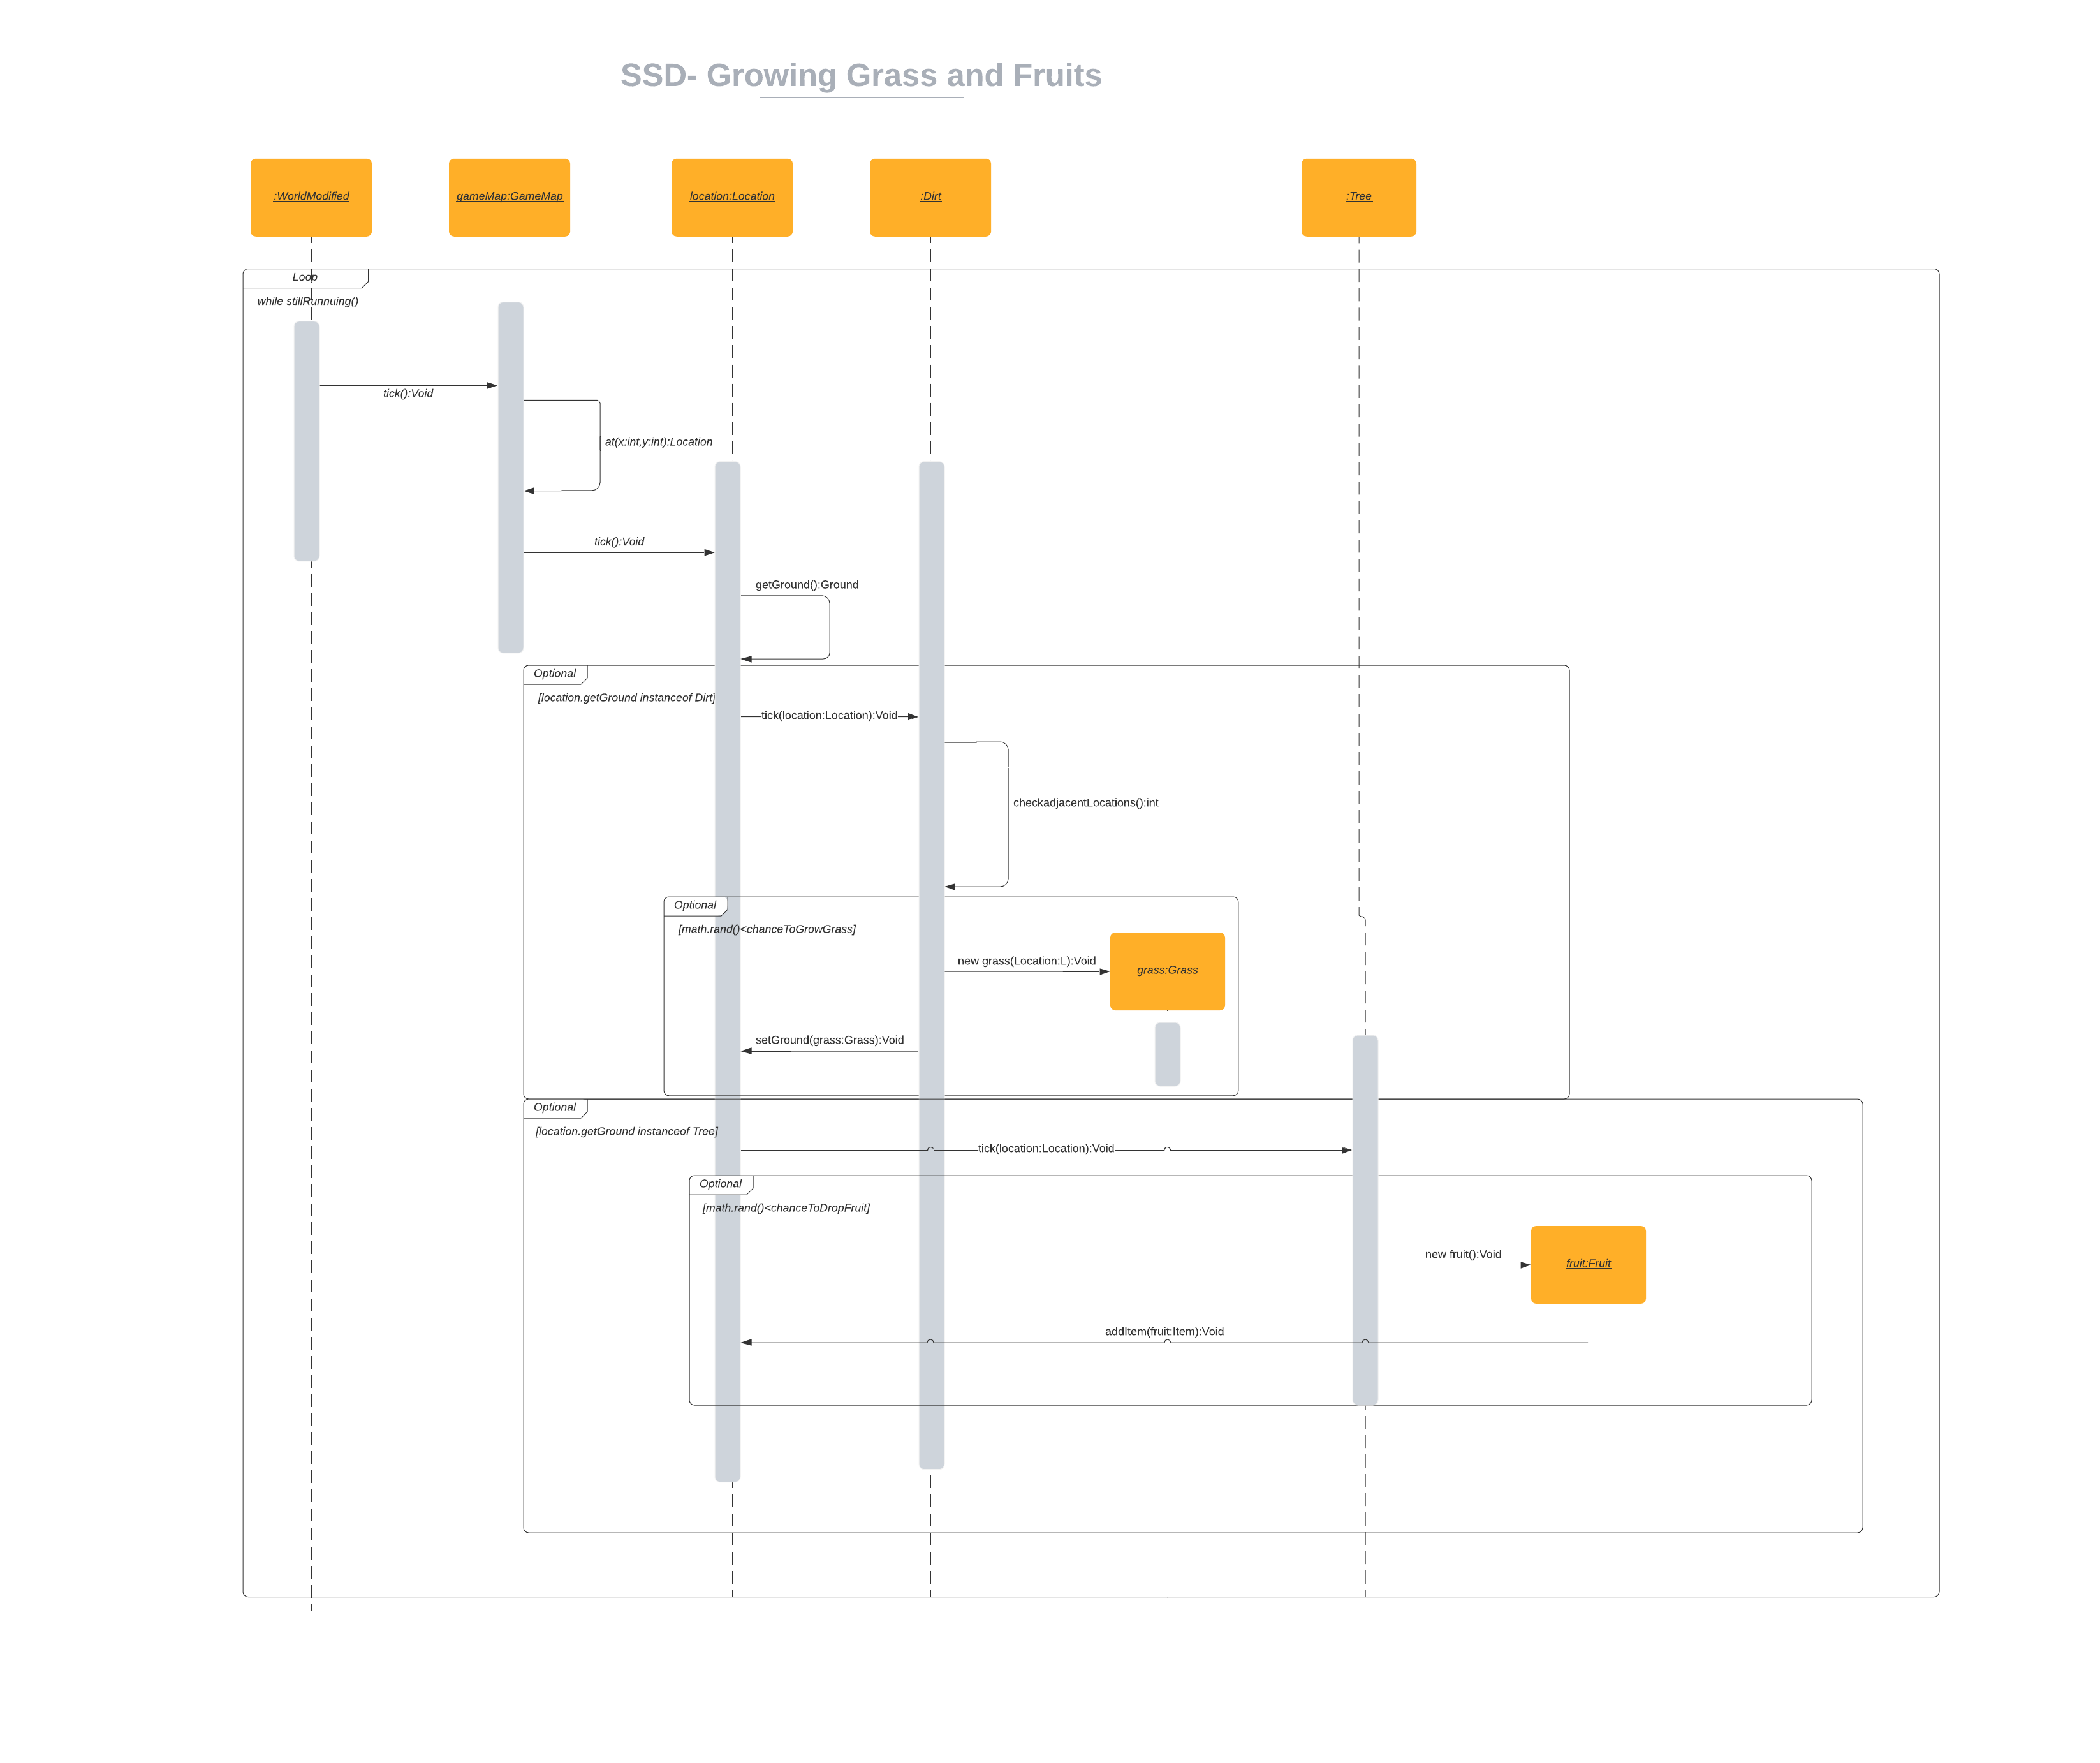 SSD- Growing Grass and Fruits
:WorldModified
gameMap:GameMap
location:Location
:Dirt
:Tree
Loop
while stillRunnuing()
tick():Void
at(x:int,y:int):Location
tick():Void
getGround():Ground
Optional
[location.getGround instanceof Dirt]
tick(location:Location):Void
checkadjacentLocations():int
Optional
[math.rand()<chanceToGrowGrass]
new grass(Location:L):Void
grass:Grass
setGround(grass:Grass):Void
Optional
[location.getGround instanceof Tree]
tick(location:Location):Void
Optional
[math.rand()<chanceToDropFruit]
new fruit():Void
fruit:Fruit
addItem(fruit:Item):Void